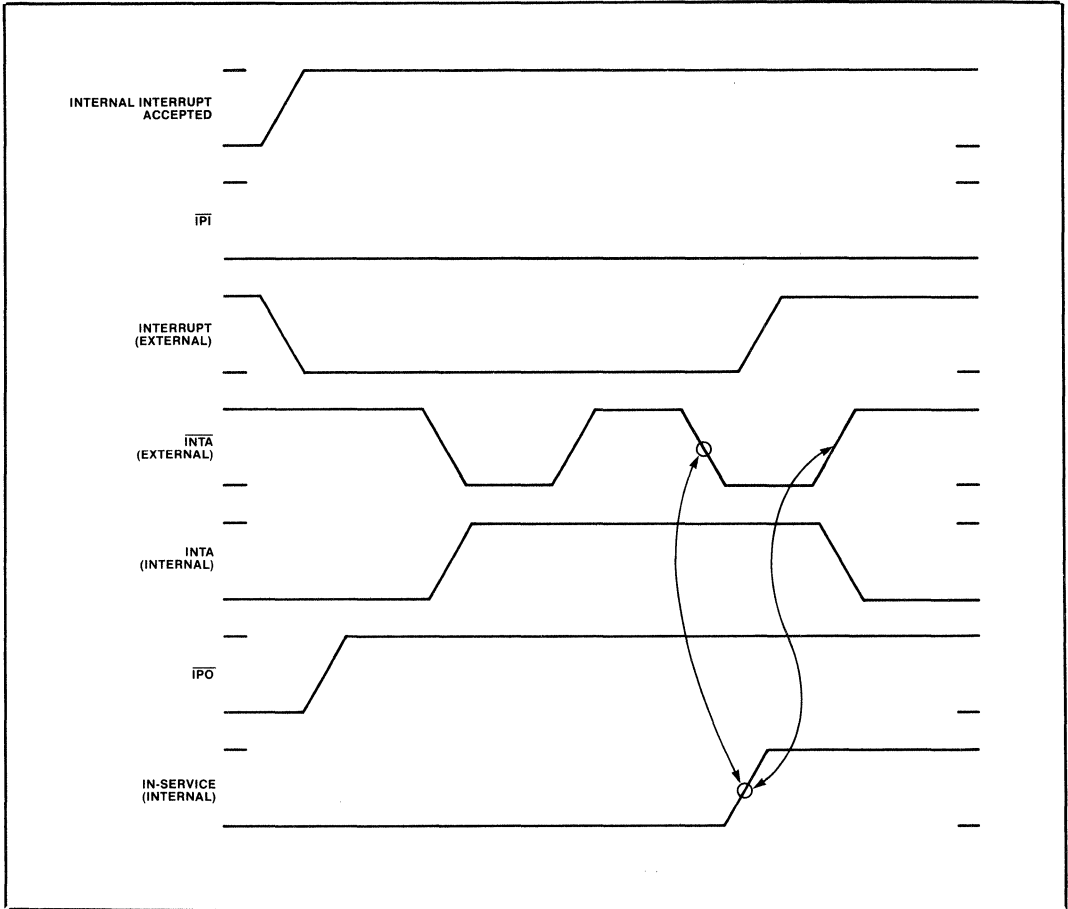 INTERNAL INTERRUPT
ACCEPTED
IPI
INTERRUPT
(EXTERNAL)
INTA
(EXTERNAL)
INTA
(INTERNAL)
IPO
IN-SERVICE
(INTERNAL)